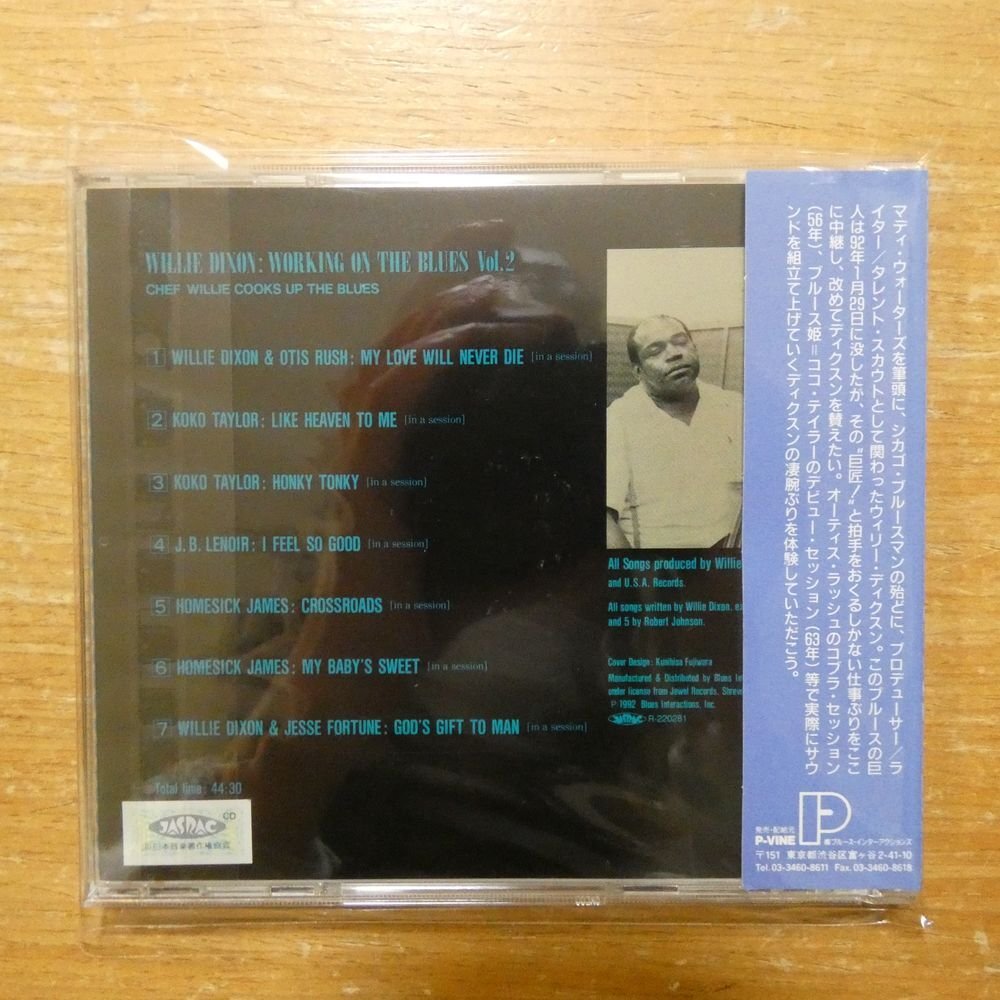 WILLIE DIXON: WORKING ON THE BLUES Vol.2
CHEF WILLIE COOKS UP THE BLUES
1 WILLIE DIXON & OTIS RUSH: MY LOVE WILL NEVER DIE [in a session]
2 KOKO TAYLOR: LIKE HEAVEN TO ME [in a session]
3 KOKO TAYLOR: HONKY TONKY [in a session]
4 J.B. LENOIR: I FEEL SO GOOD [in a session]
5 HOMESICK JAMES: CROSSROADS [in a session]
6 HOMESICK JAMES: MY BABY'S SWEET [in a session]
7 WILLIE DIXON & JESSE FORTUNE: GOD'S GIFT TO MAN [in a session]
Total time: 44:30
JASRAC
CD
日本音楽著作権協会
All Songs produced by Willie
and U.S.A. Records.
All songs written by Willie Dixon, ex
and 5 by Robert Johnson.
Cover Design: Kunihisa Fujiwara
Manufactured & Distributed by Blues Int
under license from Jewel Records, Shreve
Ⓟ 1992 Blues Interactions, Inc.
JASRAC R-220281
マディ・ウォーターズを筆頭に、シカゴ・ブルースマンの殆どに、プロデューサー/ラ
イター/タレント・スカウトとして関わったウィリー・ディクスン。このブルースの巨
人は92年1月29日に没したが、その"巨匠!"と拍手をおくるしかない仕事ぶりをここ
に中継し、改めてディクスンを賛えたい。オーティス・ラッシュのコブラ・セッション
(56年)、ブルース姫=ココ・テイラーのデビュー・セッション(63年)等で実際にサウ
ンドを組立て上げていくディクスンの凄腕ぶりを体験していただこう。
発売・配給元
P-VINE
㈱ブルース・インターアクションズ
〒151 東京都渋谷区富ヶ谷2-41-10
Tel. 03-3460-8611 Fax. 03-3460-8618